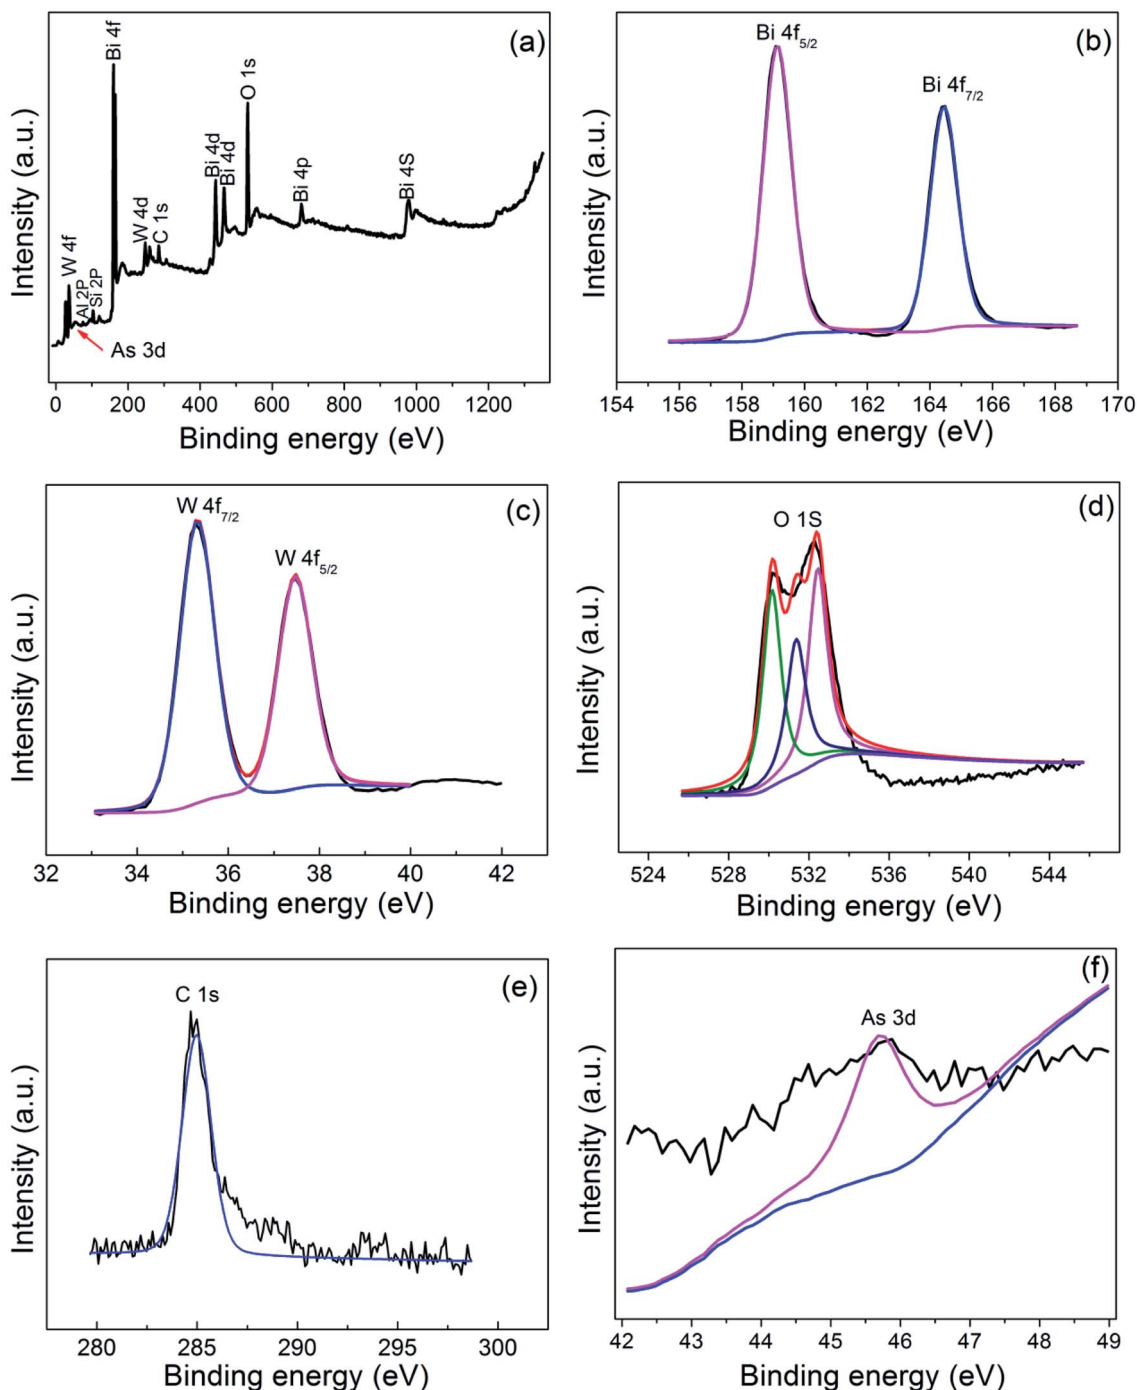 (a)
Bi 4f
O 1s
Bi 4d
Bi 4d
Bi 4p
Bi 4S
W 4d
C 1s
W 4f
Al 2P
Si 2P
As 3d
Intensity (a.u.)
0 200 400 600 800 1000 1200
Binding energy (eV)
(b)
Bi 4f5/2
Bi 4f7/2
Intensity (a.u.)
154 156 158 160 162 164 166 168 170
Binding energy (eV)
(c)
W 4f7/2
W 4f5/2
Intensity (a.u.)
32 34 36 38 40 42
Binding energy (eV)
(d)
O 1S
Intensity (a.u.)
524 528 532 536 540 544
Binding energy (eV)
(e)
C 1s
Intensity (a.u.)
280 285 290 295 300
Binding energy (eV)
(f)
As 3d
Intensity (a.u.)
42 43 44 45 46 47 48 49
Binding energy (eV)